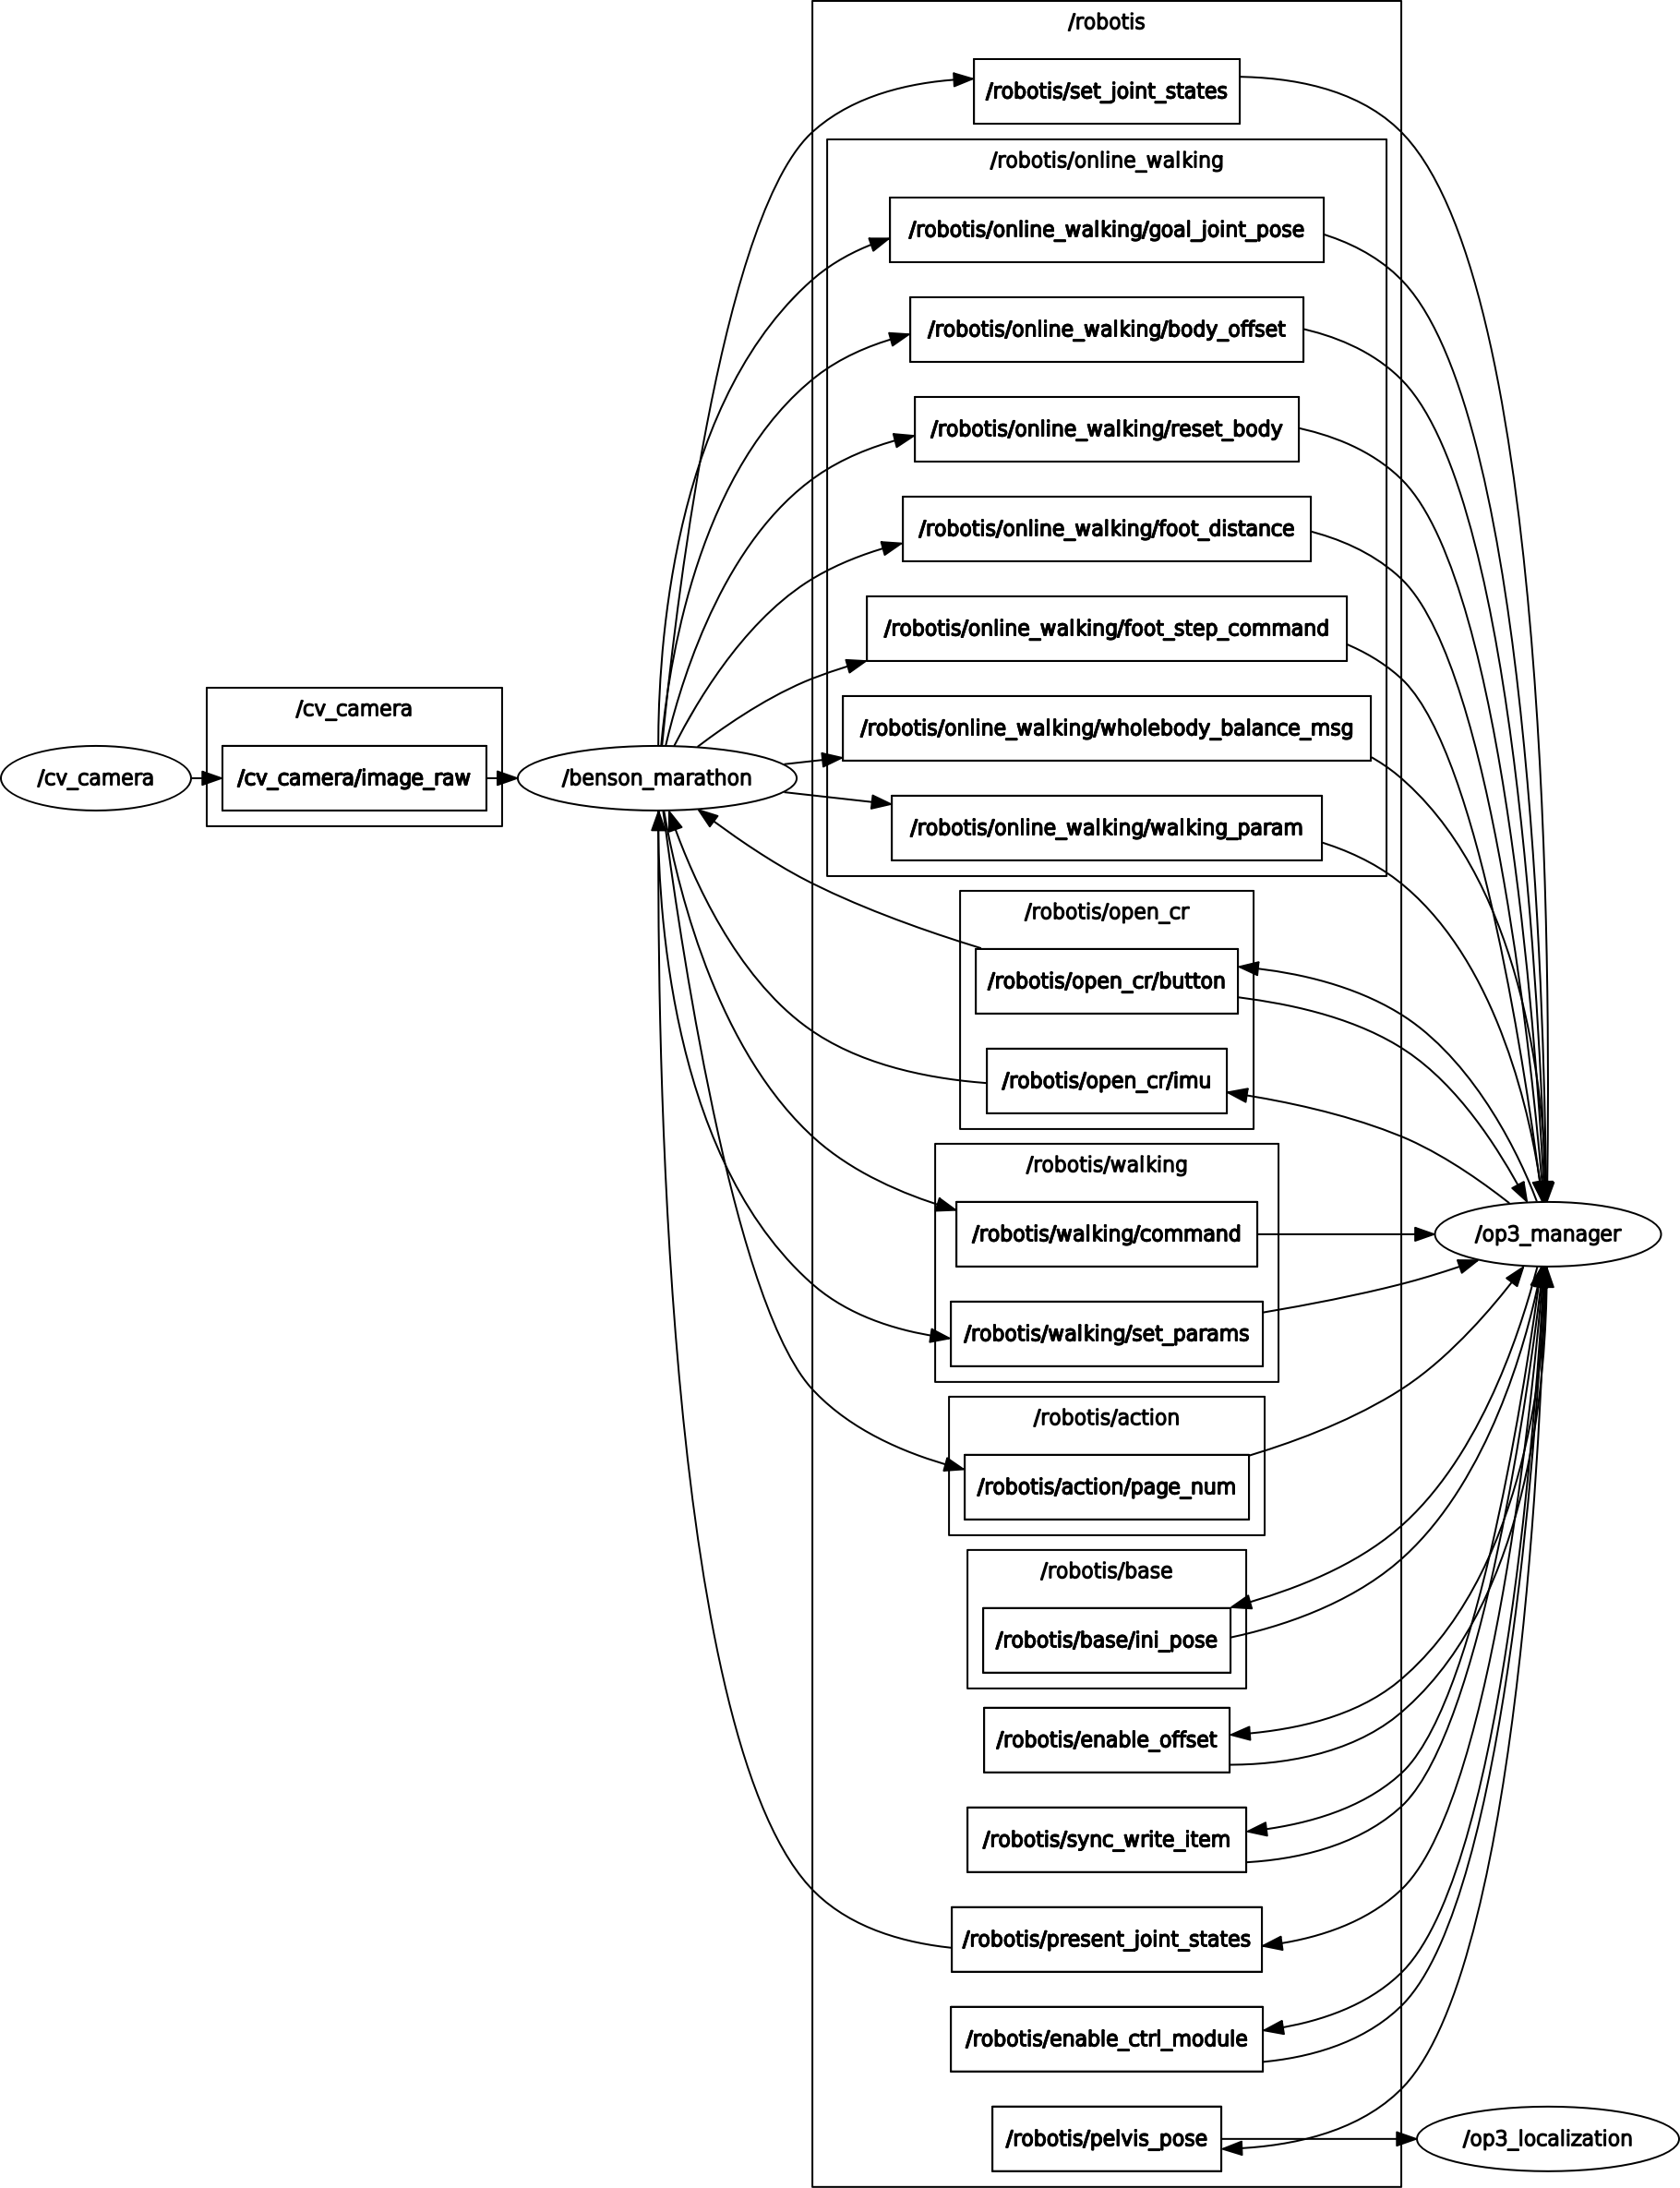 /robotis
/robotis/set_joint_states
/robotis/online_walking
/robotis/online_walking/goal_joint_pose
/robotis/online_walking/body_offset
/robotis/online_walking/reset_body
/robotis/online_walking/foot_distance
/robotis/online_walking/foot_step_command
/cv_camera
/robotis/online_walking/wholebody_balance_msg
/cv_camera
/cv_camera/image_raw
/benson_marathon
/robotis/online_walking/walking_param
/robotis/open_cr
/robotis/open_cr/button
/robotis/open_cr/imu
/robotis/walking
/robotis/walking/command
/op3_manager
/robotis/walking/set_params
/robotis/action
/robotis/action/page_num
/robotis/base
/robotis/base/ini_pose
/robotis/enable_offset
/robotis/sync_write_item
/robotis/present_joint_states
/robotis/enable_ctrl_module
/robotis/pelvis_pose
/op3_localization